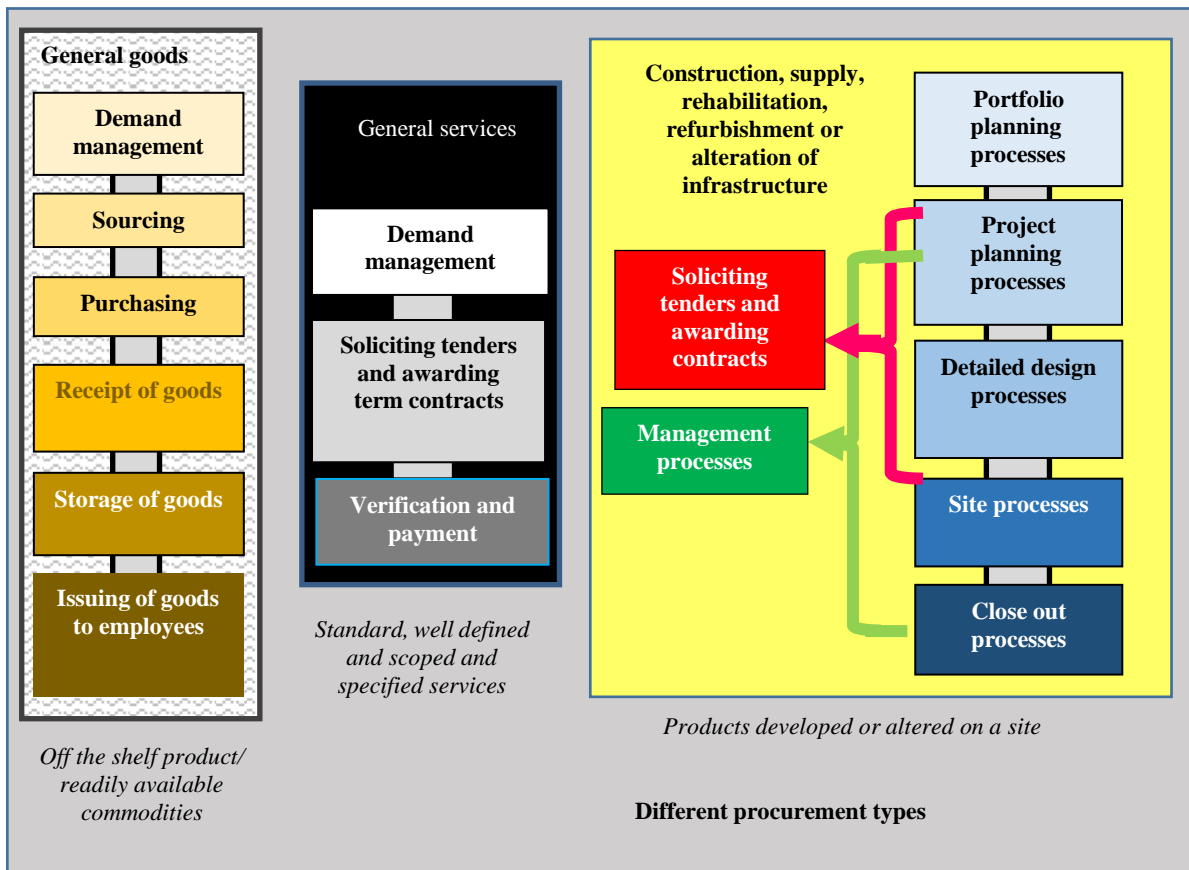 General goods
Demand
management
Sourcing
Purchasing
Receipt of goods
Storage of goods
Issuing of goods
to employees
Off the shelf product/
readily available
commodities
General services
Demand
management
Soliciting tenders
and awarding
term contracts
Verification and
payment
Standard, well defined
and scoped and
specified services
Construction, supply,
rehabilitation,
refurbishment or
alteration of
infrastructure
Soliciting
tenders and
awarding
contracts
Management
processes
Portfolio
planning
processes
Project
planning
processes
Detailed design
processes
Site processes
Close out
processes
Products developed or altered on a site
Different procurement types